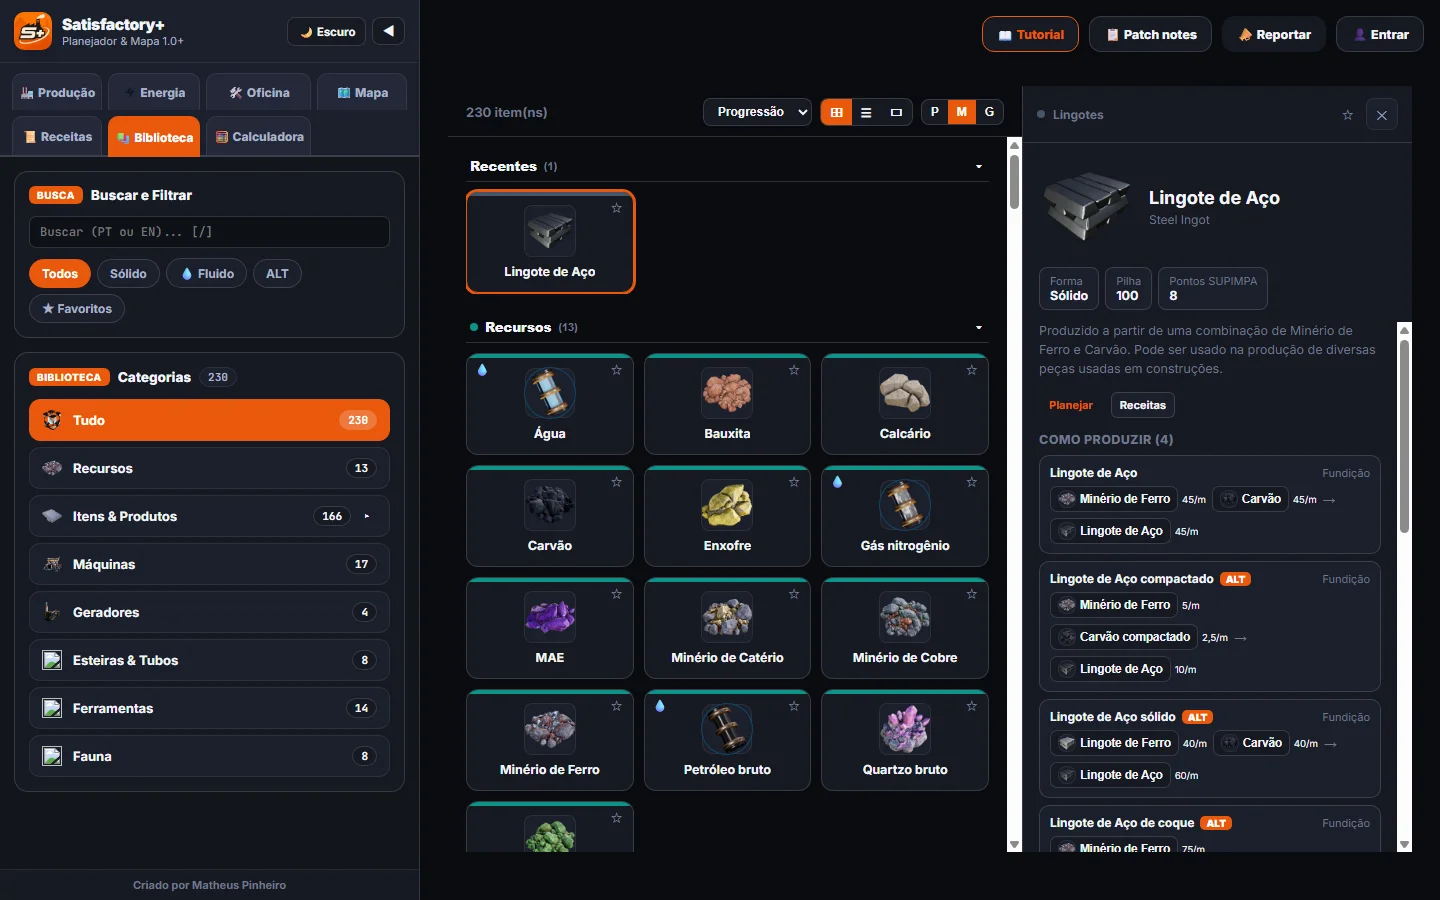 Satisfactory+
Planejador & Mapa 1.0+
🌙 Escuro
◀
Produção
Energia
Oficina
Mapa
Receitas
Biblioteca
Calculadora
BUSCA Buscar e Filtrar
Buscar (PT ou EN)... [/]
Todos
Sólido
Fluido
ALT
★ Favoritos
BIBLIOTECA Categorias 230
Tudo 230
Recursos 13
Itens & Produtos 166
Máquinas 17
Geradores 4
Esteiras & Tubos 8
Ferramentas 14
Fauna 8
Criado por Matheus Pinheiro
Tutorial
Patch notes
Reportar
Entrar
230 item(ns)
Progressão
P M G
Recentes (1)
Lingote de Aço
Recursos (13)
Água
Bauxita
Calcário
Carvão
Enxofre
Gás nitrogênio
MAE
Minério de Catério
Minério de Cobre
Minério de Ferro
Petróleo bruto
Quartzo bruto
Lingotes
Lingote de Aço
Steel Ingot
Forma
Sólido
Pilha
100
Pontos SUPIMPA
8
Produzido a partir de uma combinação de Minério de
Ferro e Carvão. Pode ser usado na produção de diversas
peças usadas em construções.
Planejar
Receitas
COMO PRODUZIR (4)
Lingote de Aço Fundição
Minério de Ferro 45/m Carvão 45/m →
Lingote de Aço 45/m
Lingote de Aço compactado ALT Fundição
Minério de Ferro 5/m
Carvão compactado 2,5/m →
Lingote de Aço 10/m
Lingote de Aço sólido ALT Fundição
Lingote de Ferro 40/m Carvão 40/m →
Lingote de Aço 60/m
Lingote de Aço de coque ALT Fundição
Minério de Ferro 75/m